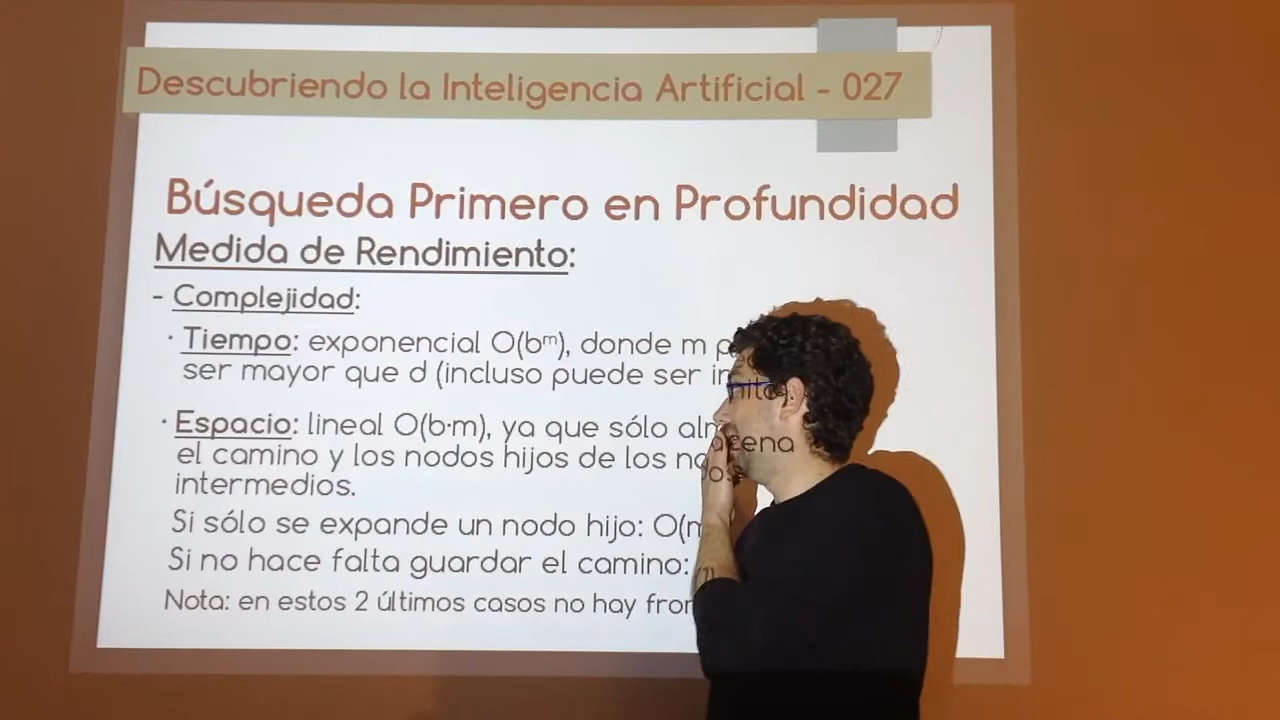 Descubriendo la Inteligencia Artificial - 027
Búsqueda Primero en Profundidad
Medida de Rendimiento:
- Complejidad:
· Tiempo: exponencial O(bᵐ), donde m
ser mayor que d (incluso puede ser infinito)
· Espacio: lineal O(b·m), ya que sólo almacena
el camino y los nodos hijos de los nodos
intermedios.
Si sólo se expande un nodo hijo: O(m
Si no hace falta guardar el camino:
Nota: en estos 2 últimos casos no hay